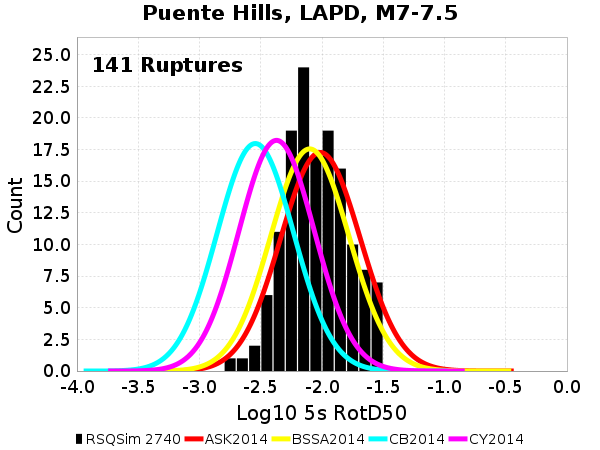 Puente Hills, LAPD, M7-7.5
141 Ruptures
25.0
22.5
20.0
17.5
15.0
12.5
10.0
7.5
5.0
2.5
0.0
Count
-4.0 -3.5 -3.0 -2.5 -2.0 -1.5 -1.0 -0.5 0.0
Log10 5s RotD50
RSQSim 2740 ASK2014 BSSA2014 CB2014 CY2014